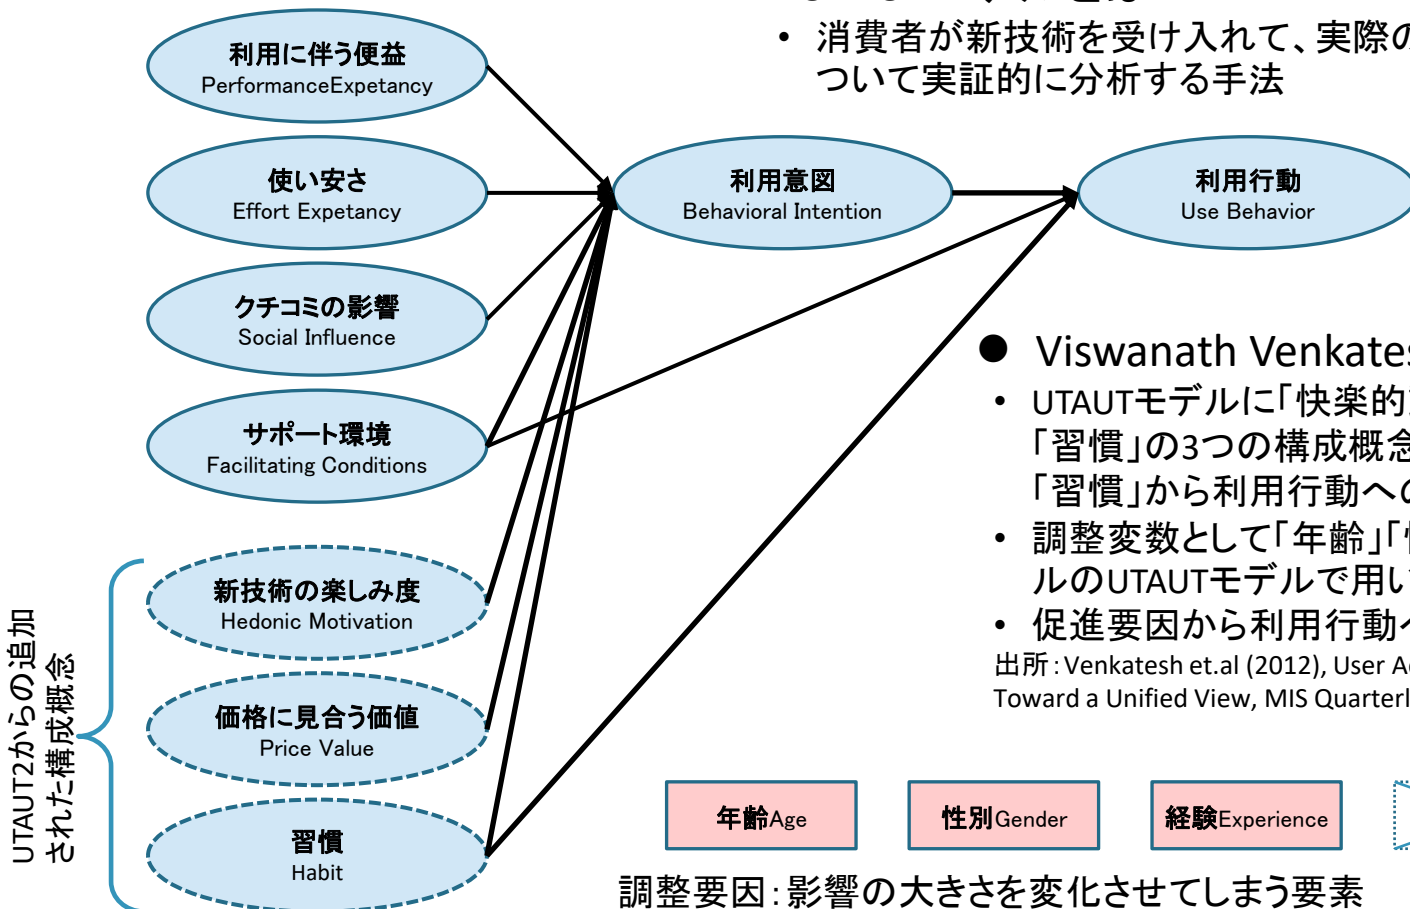 消費者が新技術を受け入れて、実際の
ついて実証的に分析する手法
利用に伴う便益
PerformanceExpetancy
使い安さ
Effort Expetancy
クチコミの影響
Social Influence
サポート環境
Facilitating Conditions
新技術の楽しみ度
Hedonic Motivation
価格に見合う価値
Price Value
習慣
Habit
UTAUT2からの追加
された構成概念
利用意図
Behavioral Intention
利用行動
Use Behavior
Viswanath Venkates
UTAUTモデルに「快楽的
「習慣」の3つの構成概念
「習慣」から利用行動への
調整変数として「年齢」「
ルのUTAUTモデルで用い
促進要因から利用行動へ
出所：Venkatesh et.al (2012), User A
Toward a Unified View, MIS Quarterl
年齢Age
性別Gender
経験Experience
調整要因：影響の大きさを変化させてしまう要素